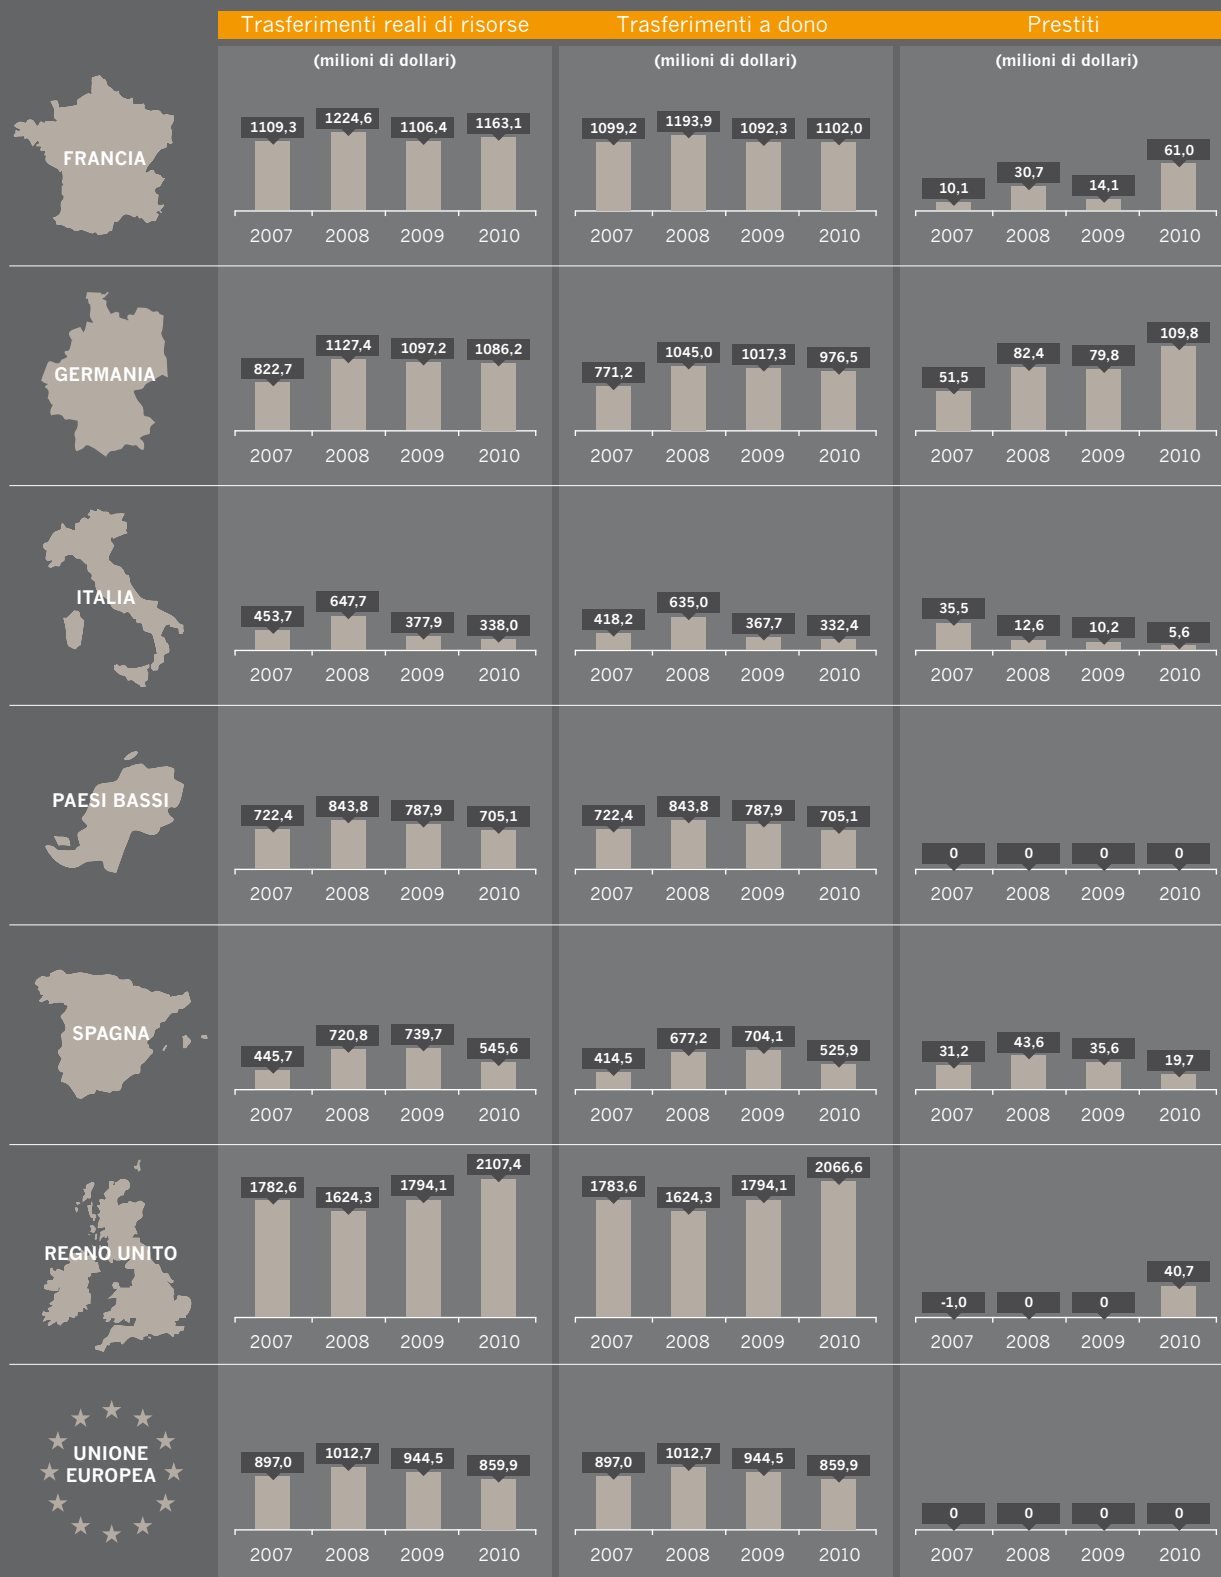 Trasferimenti reali di risorse Trasferimenti a dono Prestiti
(milioni di dollari) (milioni di dollari) (milioni di dollari)
FRANCIA
1109,3 1224,6 1106,4 1163,1 1099,2 1193,9 1092,3 1102,0 10,1 30,7 14,1 61,0
2007 2008 2009 2010 2007 2008 2009 2010 2007 2008 2009 2010
GERMANIA
822,7 1127,4 1097,2 1086,2 771,2 1045,0 1017,3 976,5 51,5 82,4 79,8 109,8
2007 2008 2009 2010 2007 2008 2009 2010 2007 2008 2009 2010
ITALIA
453,7 647,7 377,9 338,0 418,2 635,0 367,7 332,4 35,5 12,6 10,2 5,6
2007 2008 2009 2010 2007 2008 2009 2010 2007 2008 2009 2010
PAESI BASSI
722,4 843,8 787,9 705,1 722,4 843,8 787,9 705,1 0 0 0 0
2007 2008 2009 2010 2007 2008 2009 2010 2007 2008 2009 2010
SPAGNA
445,7 720,8 739,7 545,6 414,5 677,2 704,1 525,9 31,2 43,6 35,6 19,7
2007 2008 2009 2010 2007 2008 2009 2010 2007 2008 2009 2010
REGNO UNITO
1782,6 1624,3 1794,1 2107,4 1783,6 1624,3 1794,1 2066,6 -1,0 0 0 40,7
2007 2008 2009 2010 2007 2008 2009 2010 2007 2008 2009 2010
UNIONE
EUROPEA
897,0 1012,7 944,5 859,9 897,0 1012,7 944,5 859,9 0 0 0 0
2007 2008 2009 2010 2007 2008 2009 2010 2007 2008 2009 2010